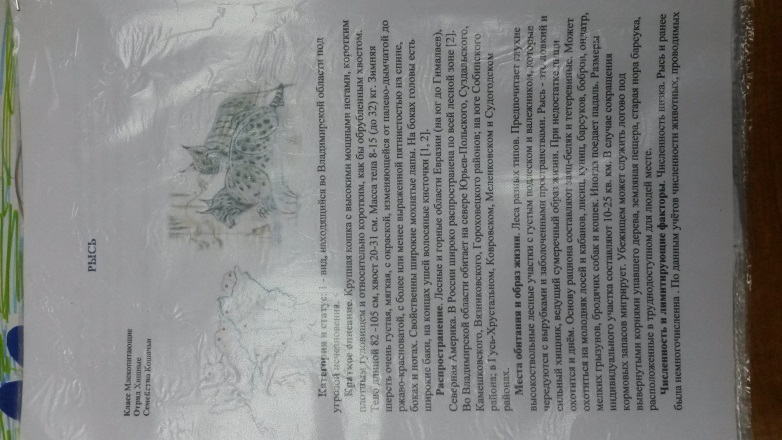 РЫСЬ
Класс Млекопитающие
Отряд Хищные
Семейство Кошачьи
Категория и статус: 1 - вид, находящийся во Владимирской области под
угрозой исчезновения.
Краткое описание. Крупная кошка с высокими мощными ногами, коротким
плотным туловищем и относительно коротким, как бы обрубленным хвостом.
Тело длиной 82 -105 см, хвост 20-31 см. Масса тела 8-15 (до 32) кг. Зимняя
шерсть очень густая, мягкая, с окраской, изменяющейся от палево-дымчатой до
ржаво-красноватой, с более или менее выраженной пятнистостью на спине,
боках и ногах. Свойственны широкие мохнатые лапы. На боках головы есть
широкие баки, на концах ушей волосяные кисточки [1, 2].
Распространение. Лесные и горные области Евразии (на юг до Гималаев),
Северная Америка. В России широко распространена по всей лесной зоне [2].
Во Владимирской области обитает на севере Юрьев-Польского, Суздальского,
Камешковского, Вязниковского, Гороховецкого районов; на юге Собинского
района; в Гусь-Хрустальном, Ковровском, Меленковском и Судогодском
районах.
Места обитания и образ жизни. Леса разных типов. Предпочитает глухие
высокоствольные лесные участки с густым подлеском и валежником, которые
чередуются с вырубками и заболоченными пространствами. Рысь - это ловкий и
сильный хищник, ведущий сумеречный образ жизни. При недостатке пищи
охотится и днём. Основу рациона составляют заяц-беляк и тетеревиные. Может
охотиться на молодняк лосей и кабанов, лисиц, куниц, барсуков, бобров, ондатр,
мелких грызунов, бродячих собак и кошек. Иногда поедает падаль. Размеры
индивидуального участка составляют 10-25 кв. км. В случае сокращения
кормовых запасов мигрирует. Убежищем может служить логово под
вывернутыми корнями упавшего дерева, земляная пещера, старая нора барсука,
расположенные в труднодоступном для людей месте.
Численность и лимитирующие факторы. Численность низка. Рысь и ранее
была немногочисленна . По данным учётов численности животных, проводимых